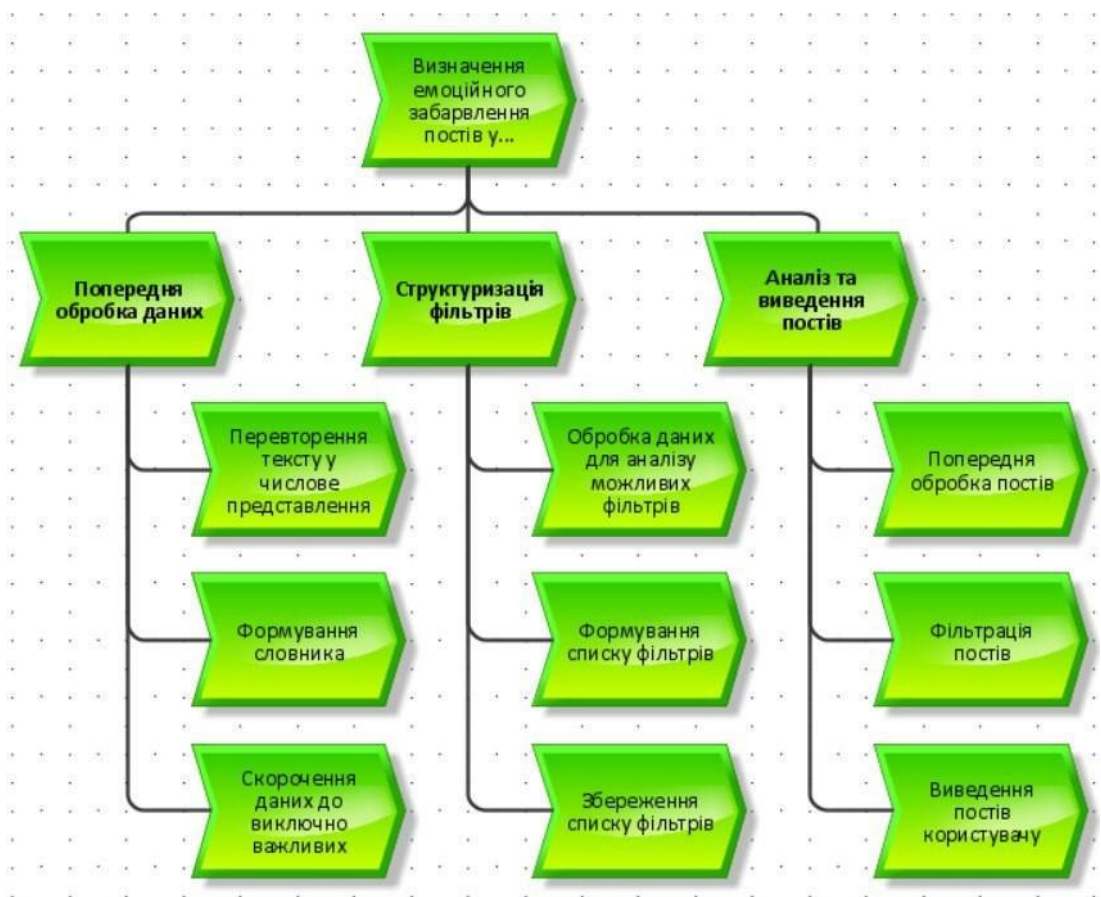 Визначення
емоційного
забарвлення
постів у...
Попередня
обробка даних
Структуризація
фільтрів
Аналіз та
виведення
постів
Перевторення
тексту у
числове
представлення
Обробка даних
для аналізу
можливих
фільтрів
Попередня
обробка постів
Формування
словника
Формування
списку фільтрів
Фільтрація
постів
Скорочення
даних до
виключно
важливих
Збереження
списку фільтрів
Виведення
постів
користувачу